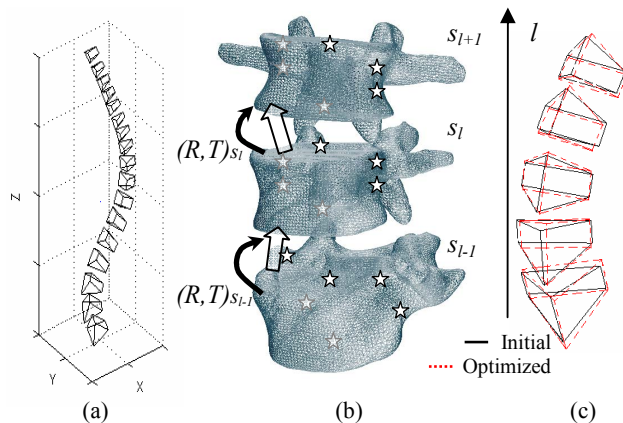 Z
Y
X
(a)
s_{l+1}
s_l
s_{l-1}
(R,T)_{s_l}
(R,T)_{s_{l-1}}
(b)
l
Initial
Optimized
(c)